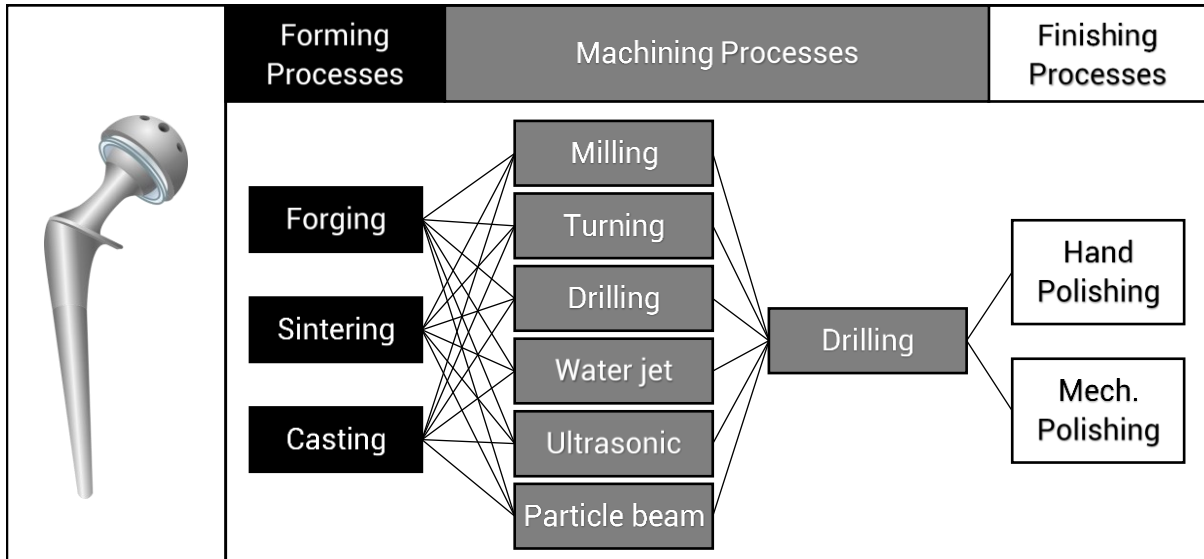 Forming
Processes
Machining Processes
Finishing
Processes
Forging
Sintering
Casting
Milling
Turning
Drilling
Water jet
Ultrasonic
Particle beam
Drilling
Hand
Polishing
Mech.
Polishing